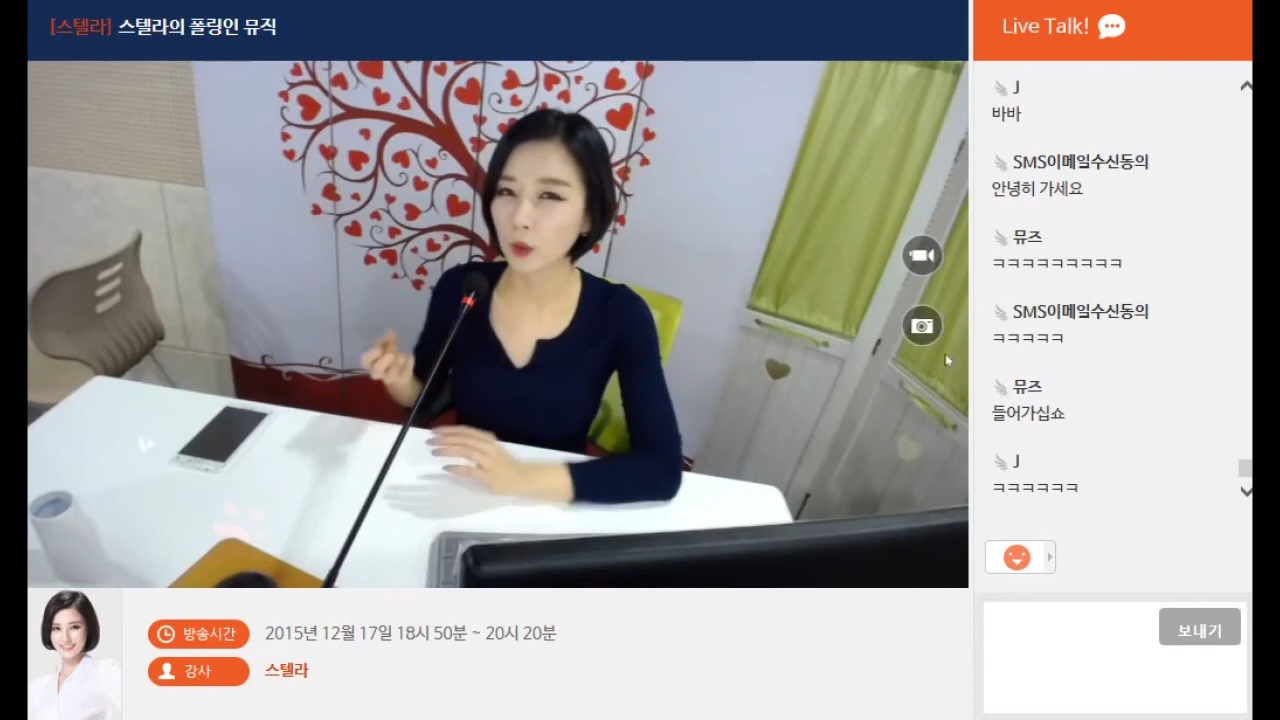 [스텔라] 스텔라의 폴링인 뮤직
Live Talk!
J
바바
SMS이메일수신동의
안녕히 가세요
뮤즈
ㅋㅋㅋㅋㅋㅋㅋㅋㅋ
SMS이메일수신동의
ㅋㅋㅋㅋㅋ
뮤즈
들어가십쇼
J
ㅋㅋㅋㅋㅋㅋ
보내기
방송시간 2015년 12월 17일 18시 50분 ~ 20시 20분
강사 스텔라